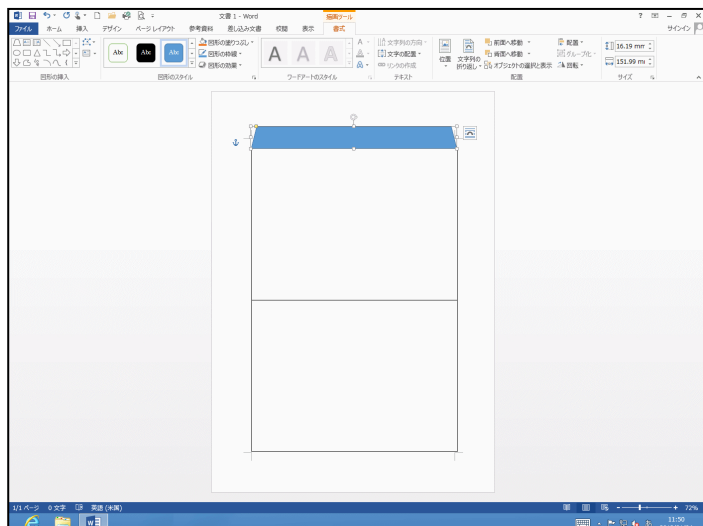 文書 1 - Word
描画ツール
ファイル ホーム 挿入 デザイン ページ レイアウト 参考資料 差し込み文書 校閲 表示 書式
サインイン
Abc Abc Abc
図形の塗りつぶし
図形の枠線
図形の効果
A A A
文字列の方向
文字の配置
リンクの作成
位置
文字列の
折り返し
前面へ移動
背面へ移動
オブジェクトの選択と表示
配置
グループ化
回転
16.19 mm
151.99 mm
図形の挿入 図形のスタイル ワードアートのスタイル テキスト 配置 サイズ
1/1 ページ 0 文字 英語 (米国)
72%
11:50